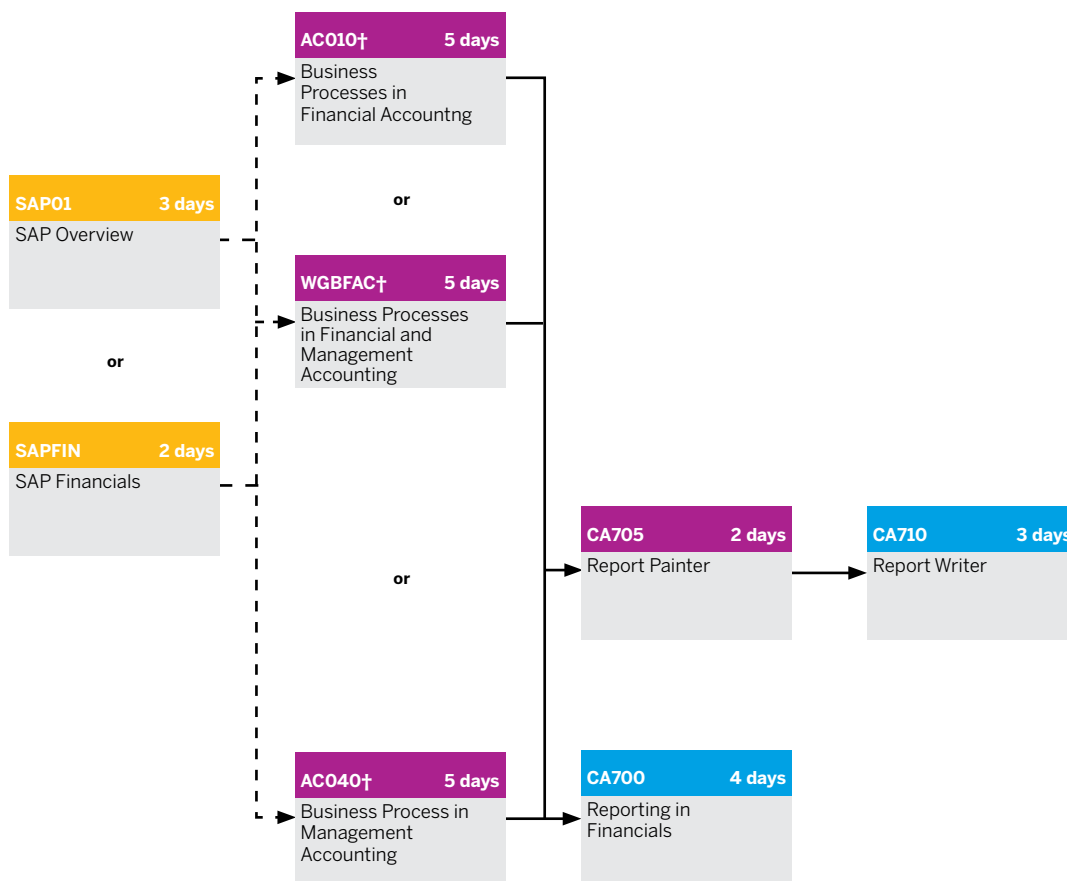 AC010† 5 days
Business
Processes in
Financial Accountng
or
SAP01 3 days
SAP Overview
WGBFAC† 5 days
Business Processes
in Financial and
Management
Accounting
or
SAPFIN 2 days
SAP Financials
or
CA705 2 days
Report Painter
CA710 3 days
Report Writer
AC040† 5 days
Business Process in
Management
Accounting
CA700 4 days
Reporting in
Financials